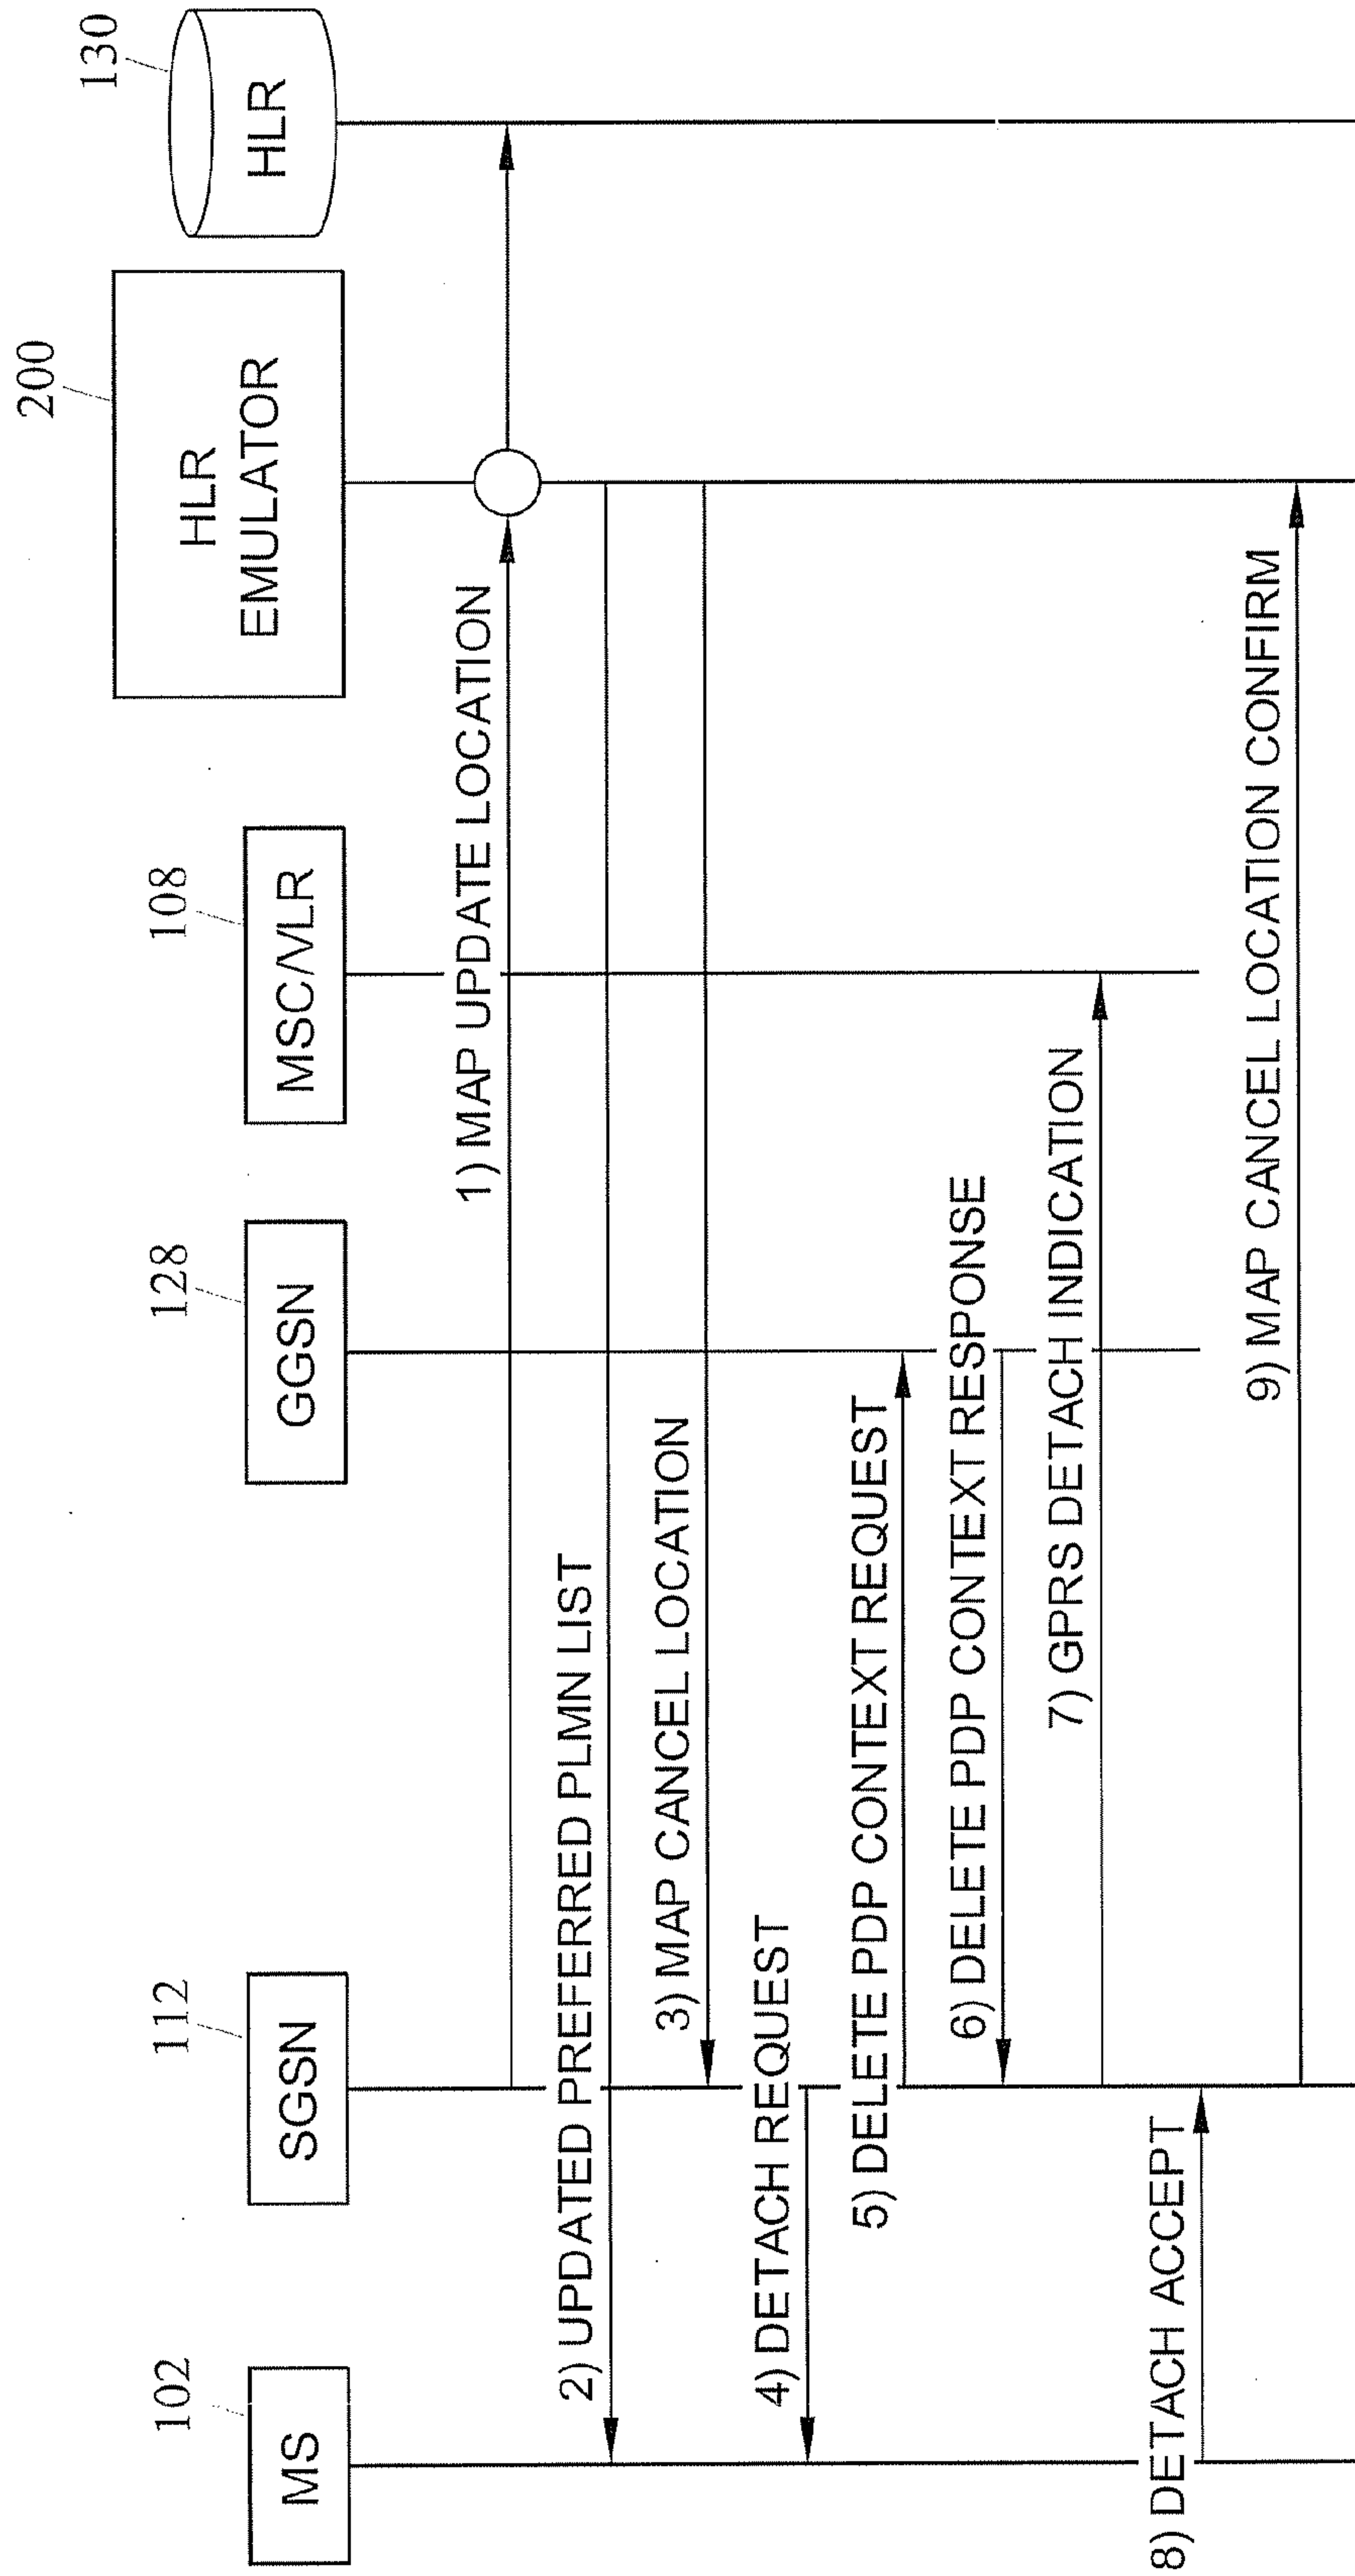 102
MS
112
SGSN
128
GGSN
108
MSC/VLR
200
HLR
EMULATOR
130
HLR
1) MAP UPDATE LOCATION
2) UPDATED PREFERRED PLMN LIST
3) MAP CANCEL LOCATION
4) DETACH REQUEST
5) DELETE PDP CONTEXT REQUEST
6) DELETE PDP CONTEXT RESPONSE
7) GPRS DETACH INDICATION
8) DETACH ACCEPT
9) MAP CANCEL LOCATION CONFIRM